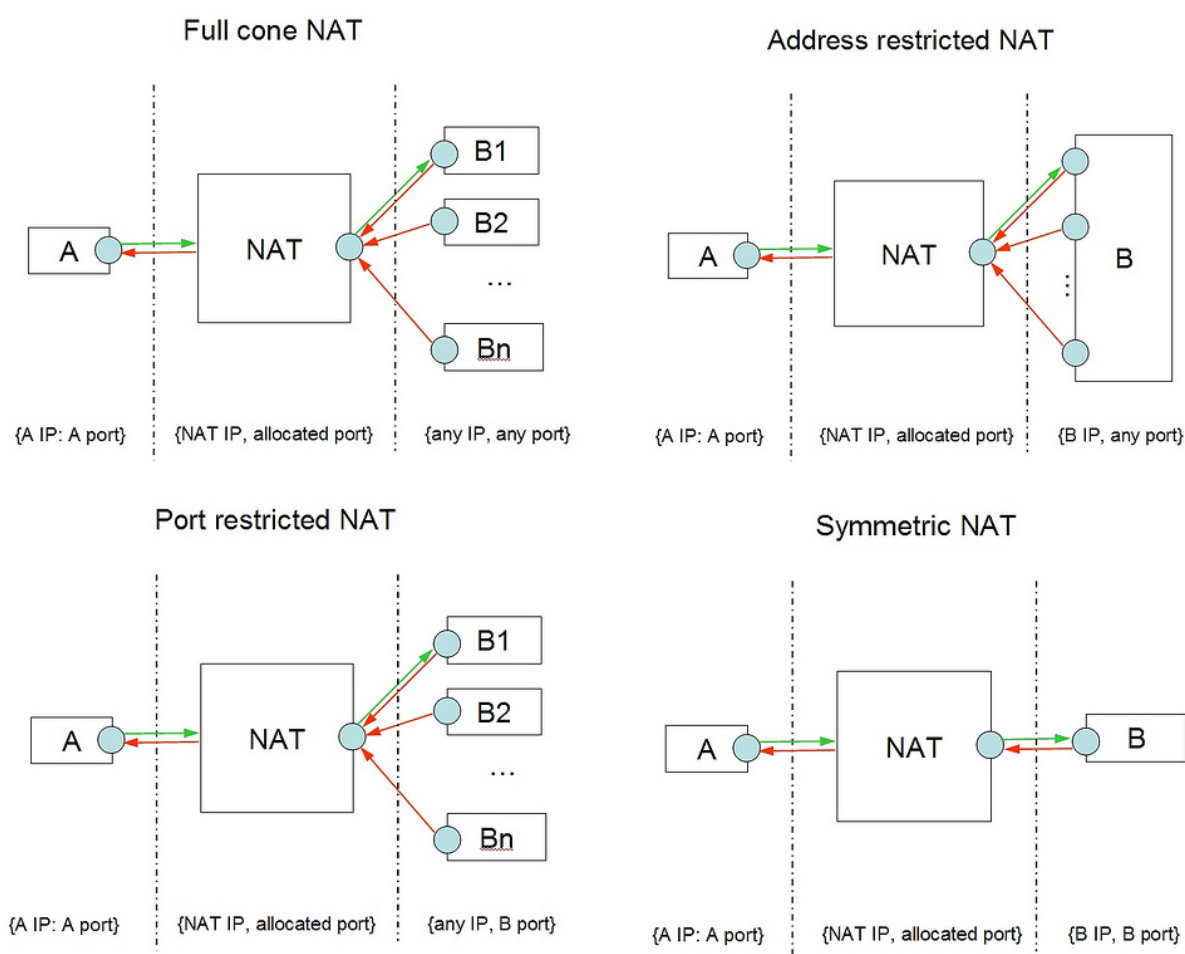 Full cone NAT
A
NAT
B1
B2
...
Bn
{A IP: A port}
{NAT IP, allocated port}
{any IP, any port}
Address restricted NAT
A
NAT
...
B
{A IP: A port}
{NAT IP, allocated port}
{B IP, any port}
Port restricted NAT
A
NAT
B1
B2
...
Bn
{A IP: A port}
{NAT IP, allocated port}
{any IP, B port}
Symmetric NAT
A
NAT
B
{A IP: A port}
{NAT IP, allocated port}
{B IP, B port}